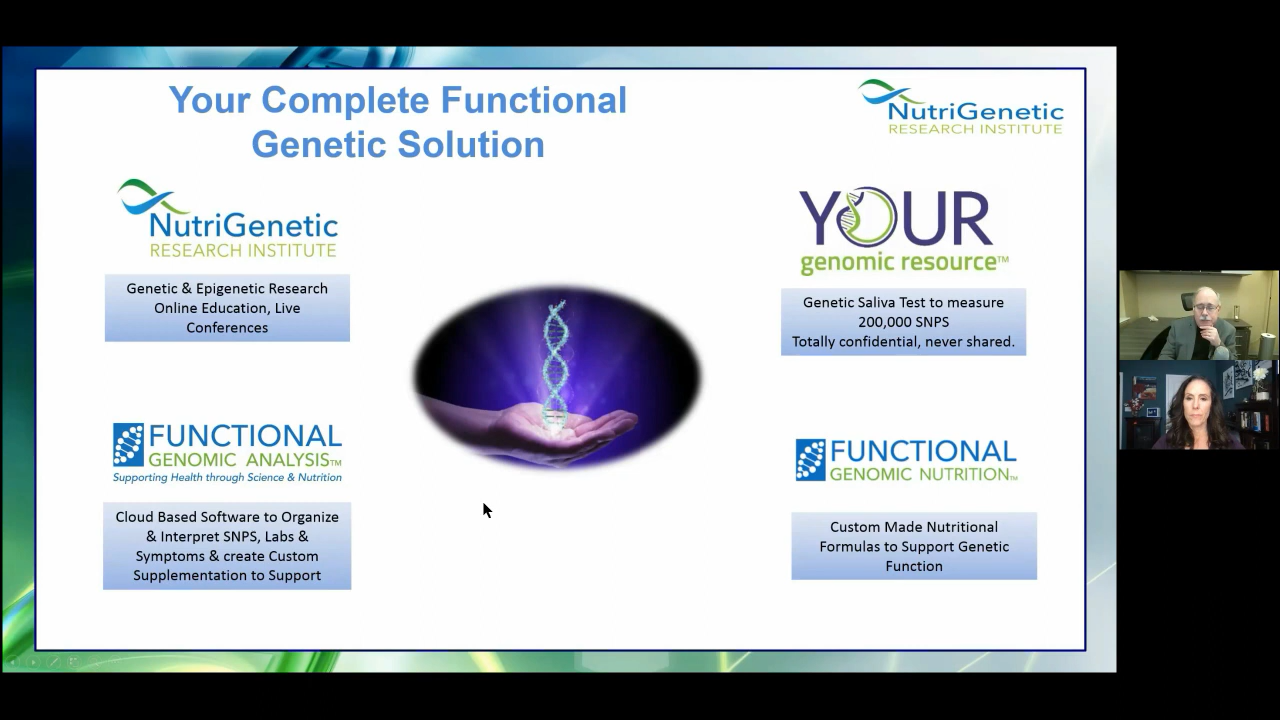 Your Complete Functional
Genetic Solution
NutriGenetic
RESEARCH INSTITUTE
NutriGenetic
RESEARCH INSTITUTE
Genetic & Epigenetic Research
Online Education, Live
Conferences
YOUR
genomic resource™
Genetic Saliva Test to measure
200,000 SNPS
Totally confidential, never shared.
FUNCTIONAL
GENOMIC ANALYSIS™
Supporting Health through Science & Nutrition
Cloud Based Software to Organize
& Interpret SNPS, Labs &
Symptoms & create Custom
Supplementation to Support
FUNCTIONAL
GENOMIC NUTRITION™
Custom Made Nutritional
Formulas to Support Genetic
Function